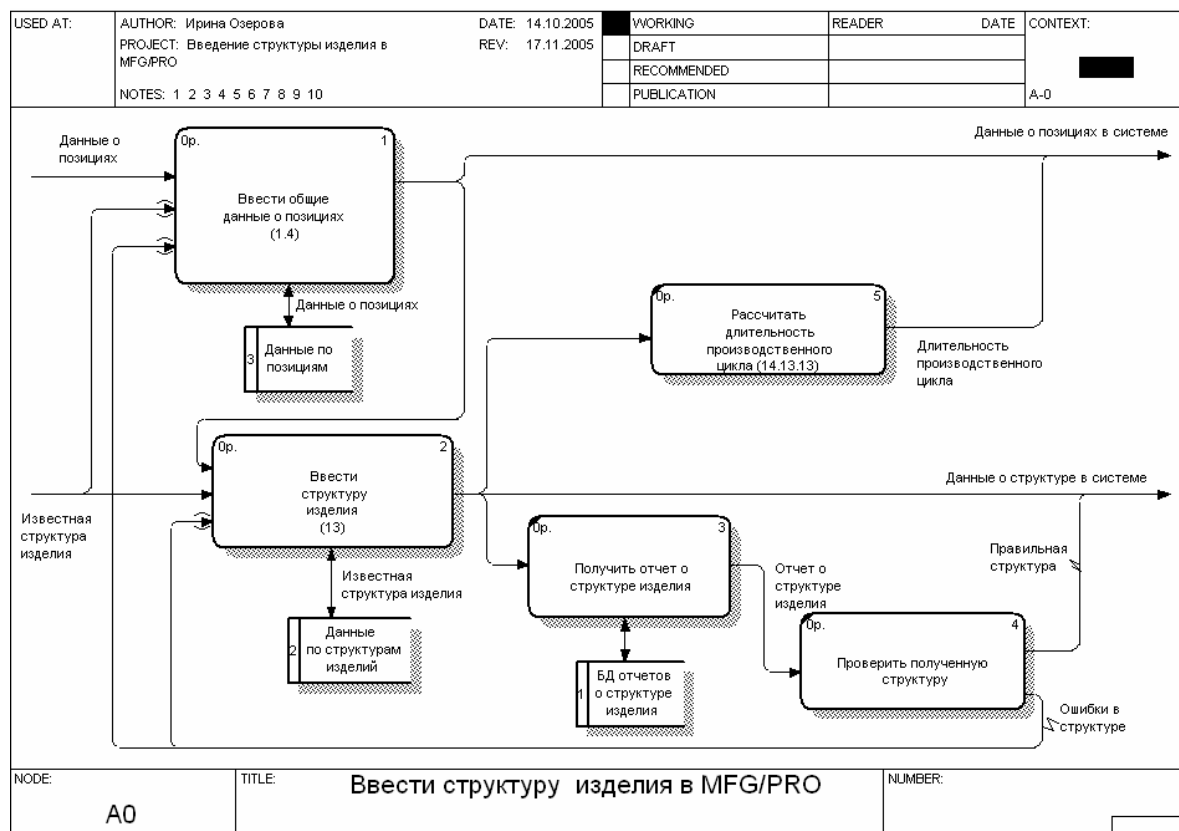 USED AT:
AUTHOR: Ирина Озерова
DATE: 14.10.2005
WORKING
READER
DATE
CONTEXT:
PROJECT: Введение структуры изделия в
MFG/PRO
REV: 17.11.2005
DRAFT
RECOMMENDED
NOTES: 1 2 3 4 5 6 7 8 9 10
PUBLICATION
A-0
Данные о
позициях
0р.
1
Ввести общие
данные о позициях
(1.4)
Данные о позициях в системе
Данные о позициях
3
Данные по
позициям
0р.
5
Рассчитать
длительность
производственного
цикла (14.13.13)
Длительность
производственного
цикла
0р.
2
Ввести
структуру
изделия
(13)
Данные о структуре в системе
Известная
структура
изделия
0р.
3
Получить отчет о
структуре изделия
Правильная
структура
Отчет о
структуре
изделия
Известная
структура изделия
2
Данные
по структурам
изделий
0р.
4
Проверить полученную
структуру
1
БД отчетов
о структуре
изделия
Ошибки в
структуре
NODE:
A0
TITLE:
Ввести структуру изделия в MFG/PRO
NUMBER: